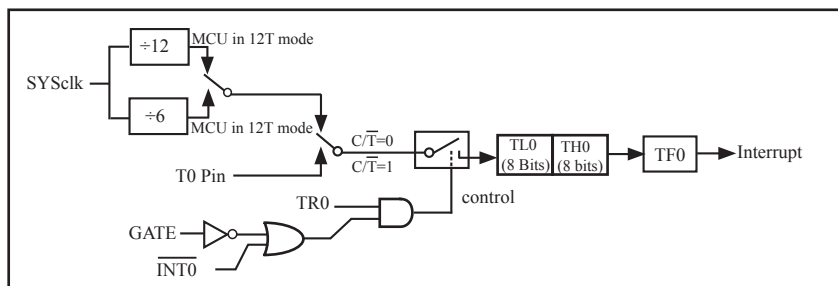 ÷12
MCU in 12T mode
SYSclk
÷6
MCU in 12T mode
C/T̅=0
C/T̅=1
T0 Pin
TL0
(8 Bits)
TH0
(8 bits)
TF0
Interrupt
control
TR0
GATE
I̅N̅T̅0̅